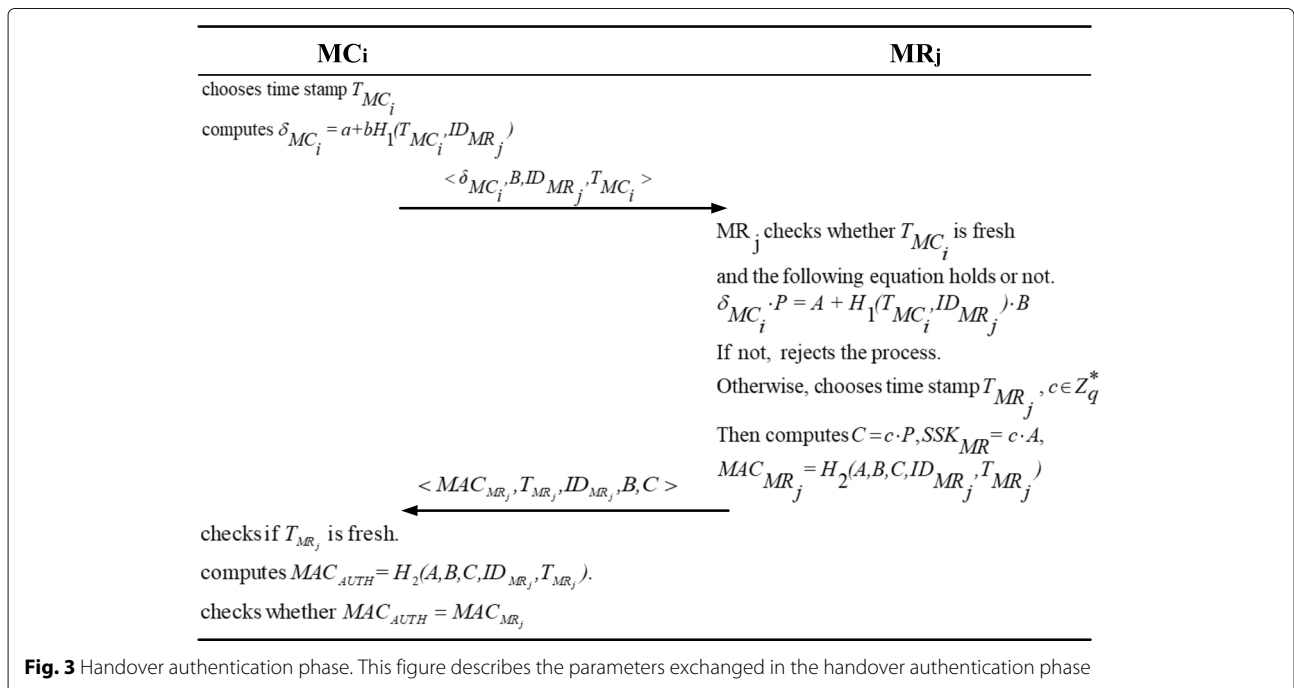 MCi MRj
chooses time stamp T_{MC_i}
computes δ_{MC_i} = a+bH_1(T_{MC_i}, ID_{MR_j})
< δ_{MC_i}, B, ID_{MR_j}, T_{MC_i} >
MR_j checks whether T_{MC_i} is fresh
and the following equation holds or not.
δ_{MC_i} · P = A + H_1(T_{MC_i}, ID_{MR_j}) · B
If not, rejects the process.
Otherwise, chooses time stamp T_{MR_j}, c ∈ Z_q^*
Then computes C = c · P, SSK_{MR} = c · A,
MAC_{MR_j} = H_2(A,B,C,ID_{MR_j},T_{MR_j})
< MAC_{MR_j}, T_{MR_j}, ID_{MR_j}, B, C >
checks if T_{MR_j} is fresh.
computes MAC_{AUTH} = H_2(A,B,C,ID_{MR_j},T_{MR_j}).
checks whether MAC_{AUTH} = MAC_{MR_j}
Fig. 3 Handover authentication phase. This figure describes the parameters exchanged in the handover authentication phase